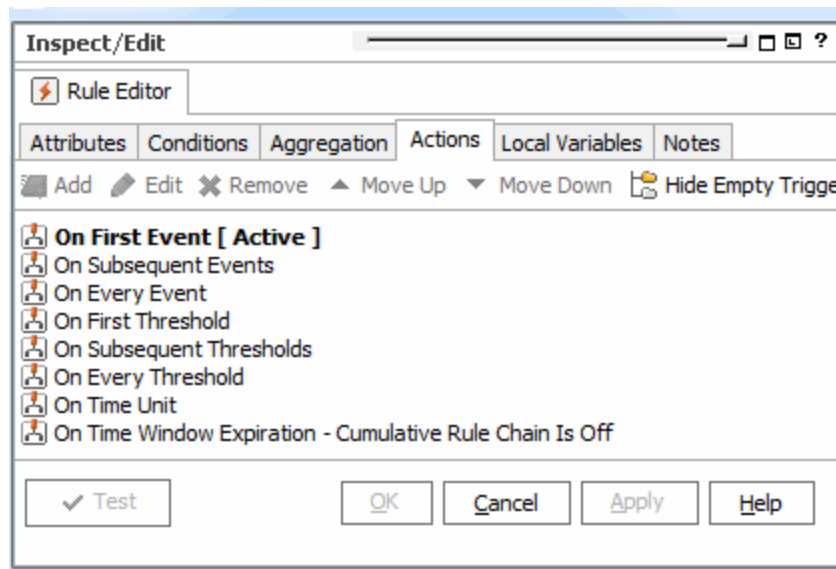 Inspect/Edit ?
Rule Editor
Attributes Conditions Aggregation Actions Local Variables Notes
Add Edit Remove Move Up Move Down Hide Empty Trigge
On First Event [ Active ]
On Subsequent Events
On Every Event
On First Threshold
On Subsequent Thresholds
On Every Threshold
On Time Unit
On Time Window Expiration - Cumulative Rule Chain Is Off
Test OK Cancel Apply Help